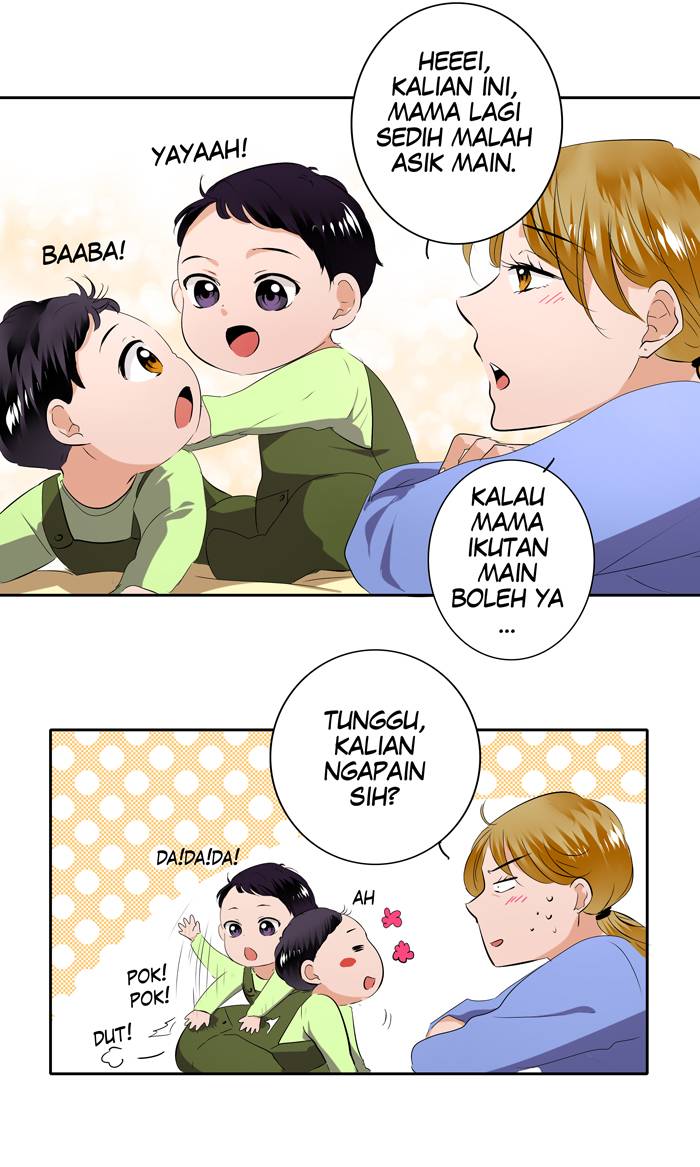 HEEEI,
KALIAN INI,
MAMA LAGI
SEDIH MALAH
ASIK MAIN.
YAYAAH!
BAABA!
KALAU
MAMA
IKUTAN
MAIN
BOLEH YA
...
TUNGGU,
KALIAN
NGAPAIN
SIH?
DA!DA!DA!
AH
POK!
POK!
DUT!